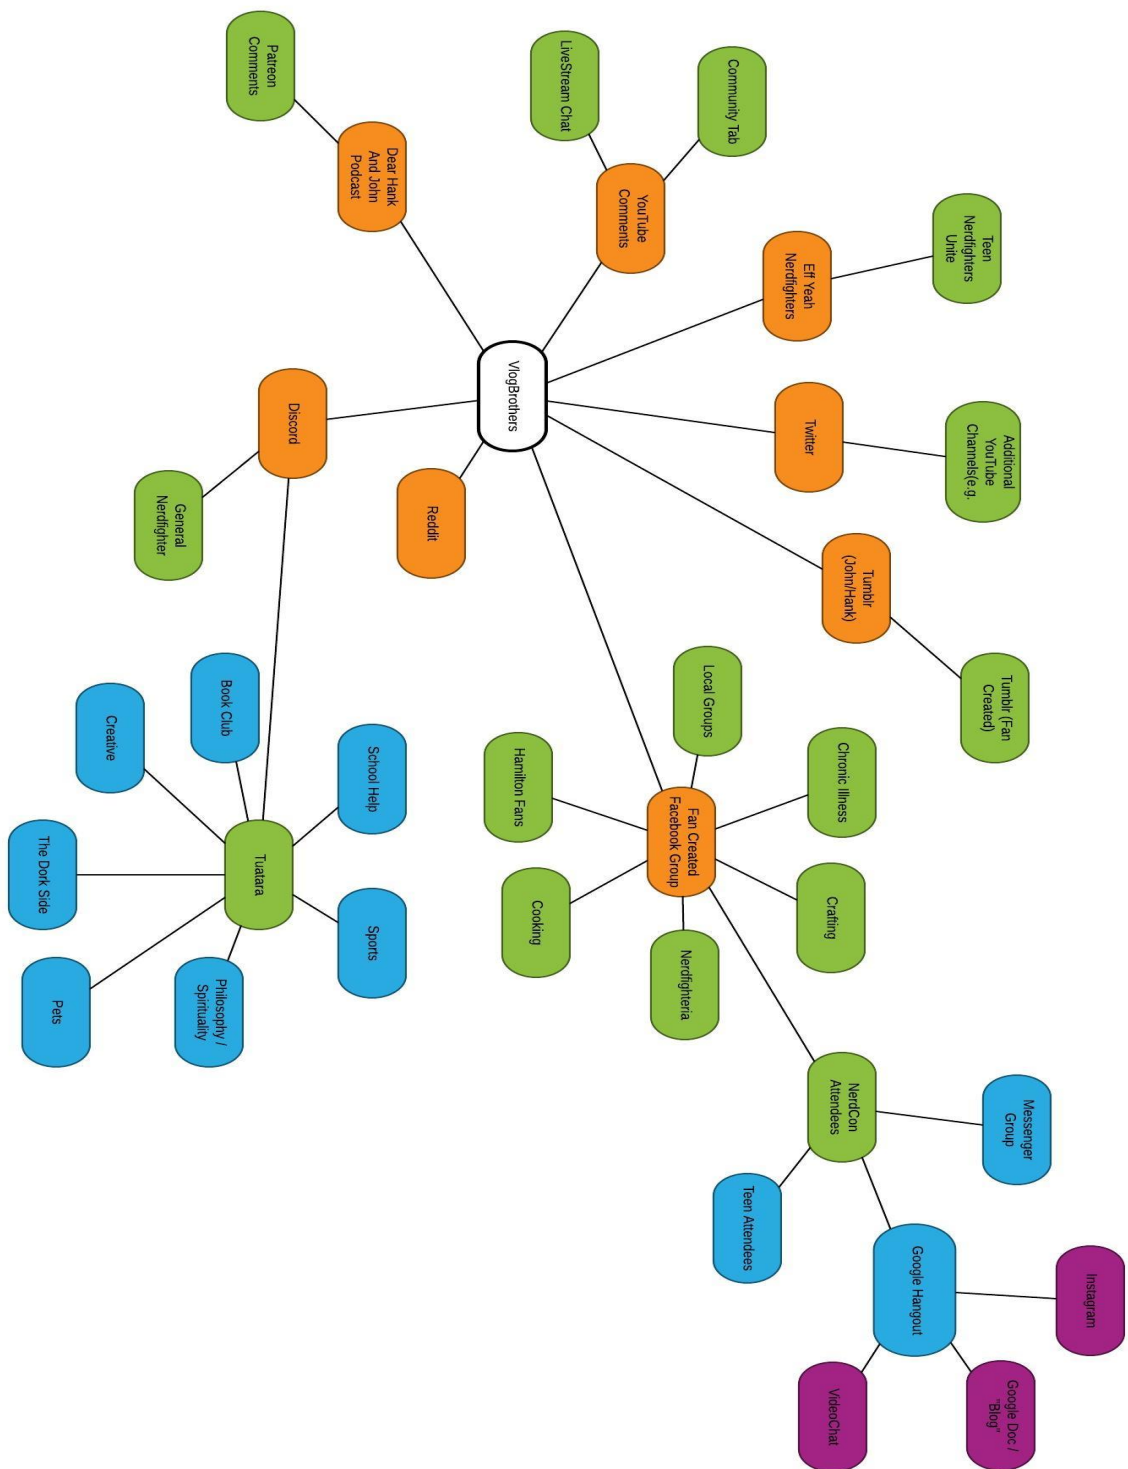 Patreon
Comments
Dear Hank
And John
Podcast
LiveStream Chat
Community Tab
YouTube
Comments
Eff Yeah
Nerdfighters
Teen
Nerdfighters
Unite
VlogBrothers
Twitter
Additional
YouTube
Channels(e.g.
Tumblr
(John/Hank)
Tumblr (Fan
Created)
Reddit
Discord
General
Nerdfighter
Tuatara
Book Club
Creative
The Dork Side
Pets
Philosophy /
Spirituality
Sports
School Help
Fan Created
Facebook Group
Local Groups
Chronic Illness
Hamilton Fans
Crafting
Cooking
Nerdfighteria
NerdCon
Attendees
Messenger
Group
Teen Attendees
Google Hangout
Instagram
Google Doc /
"Blog"
VideoChat